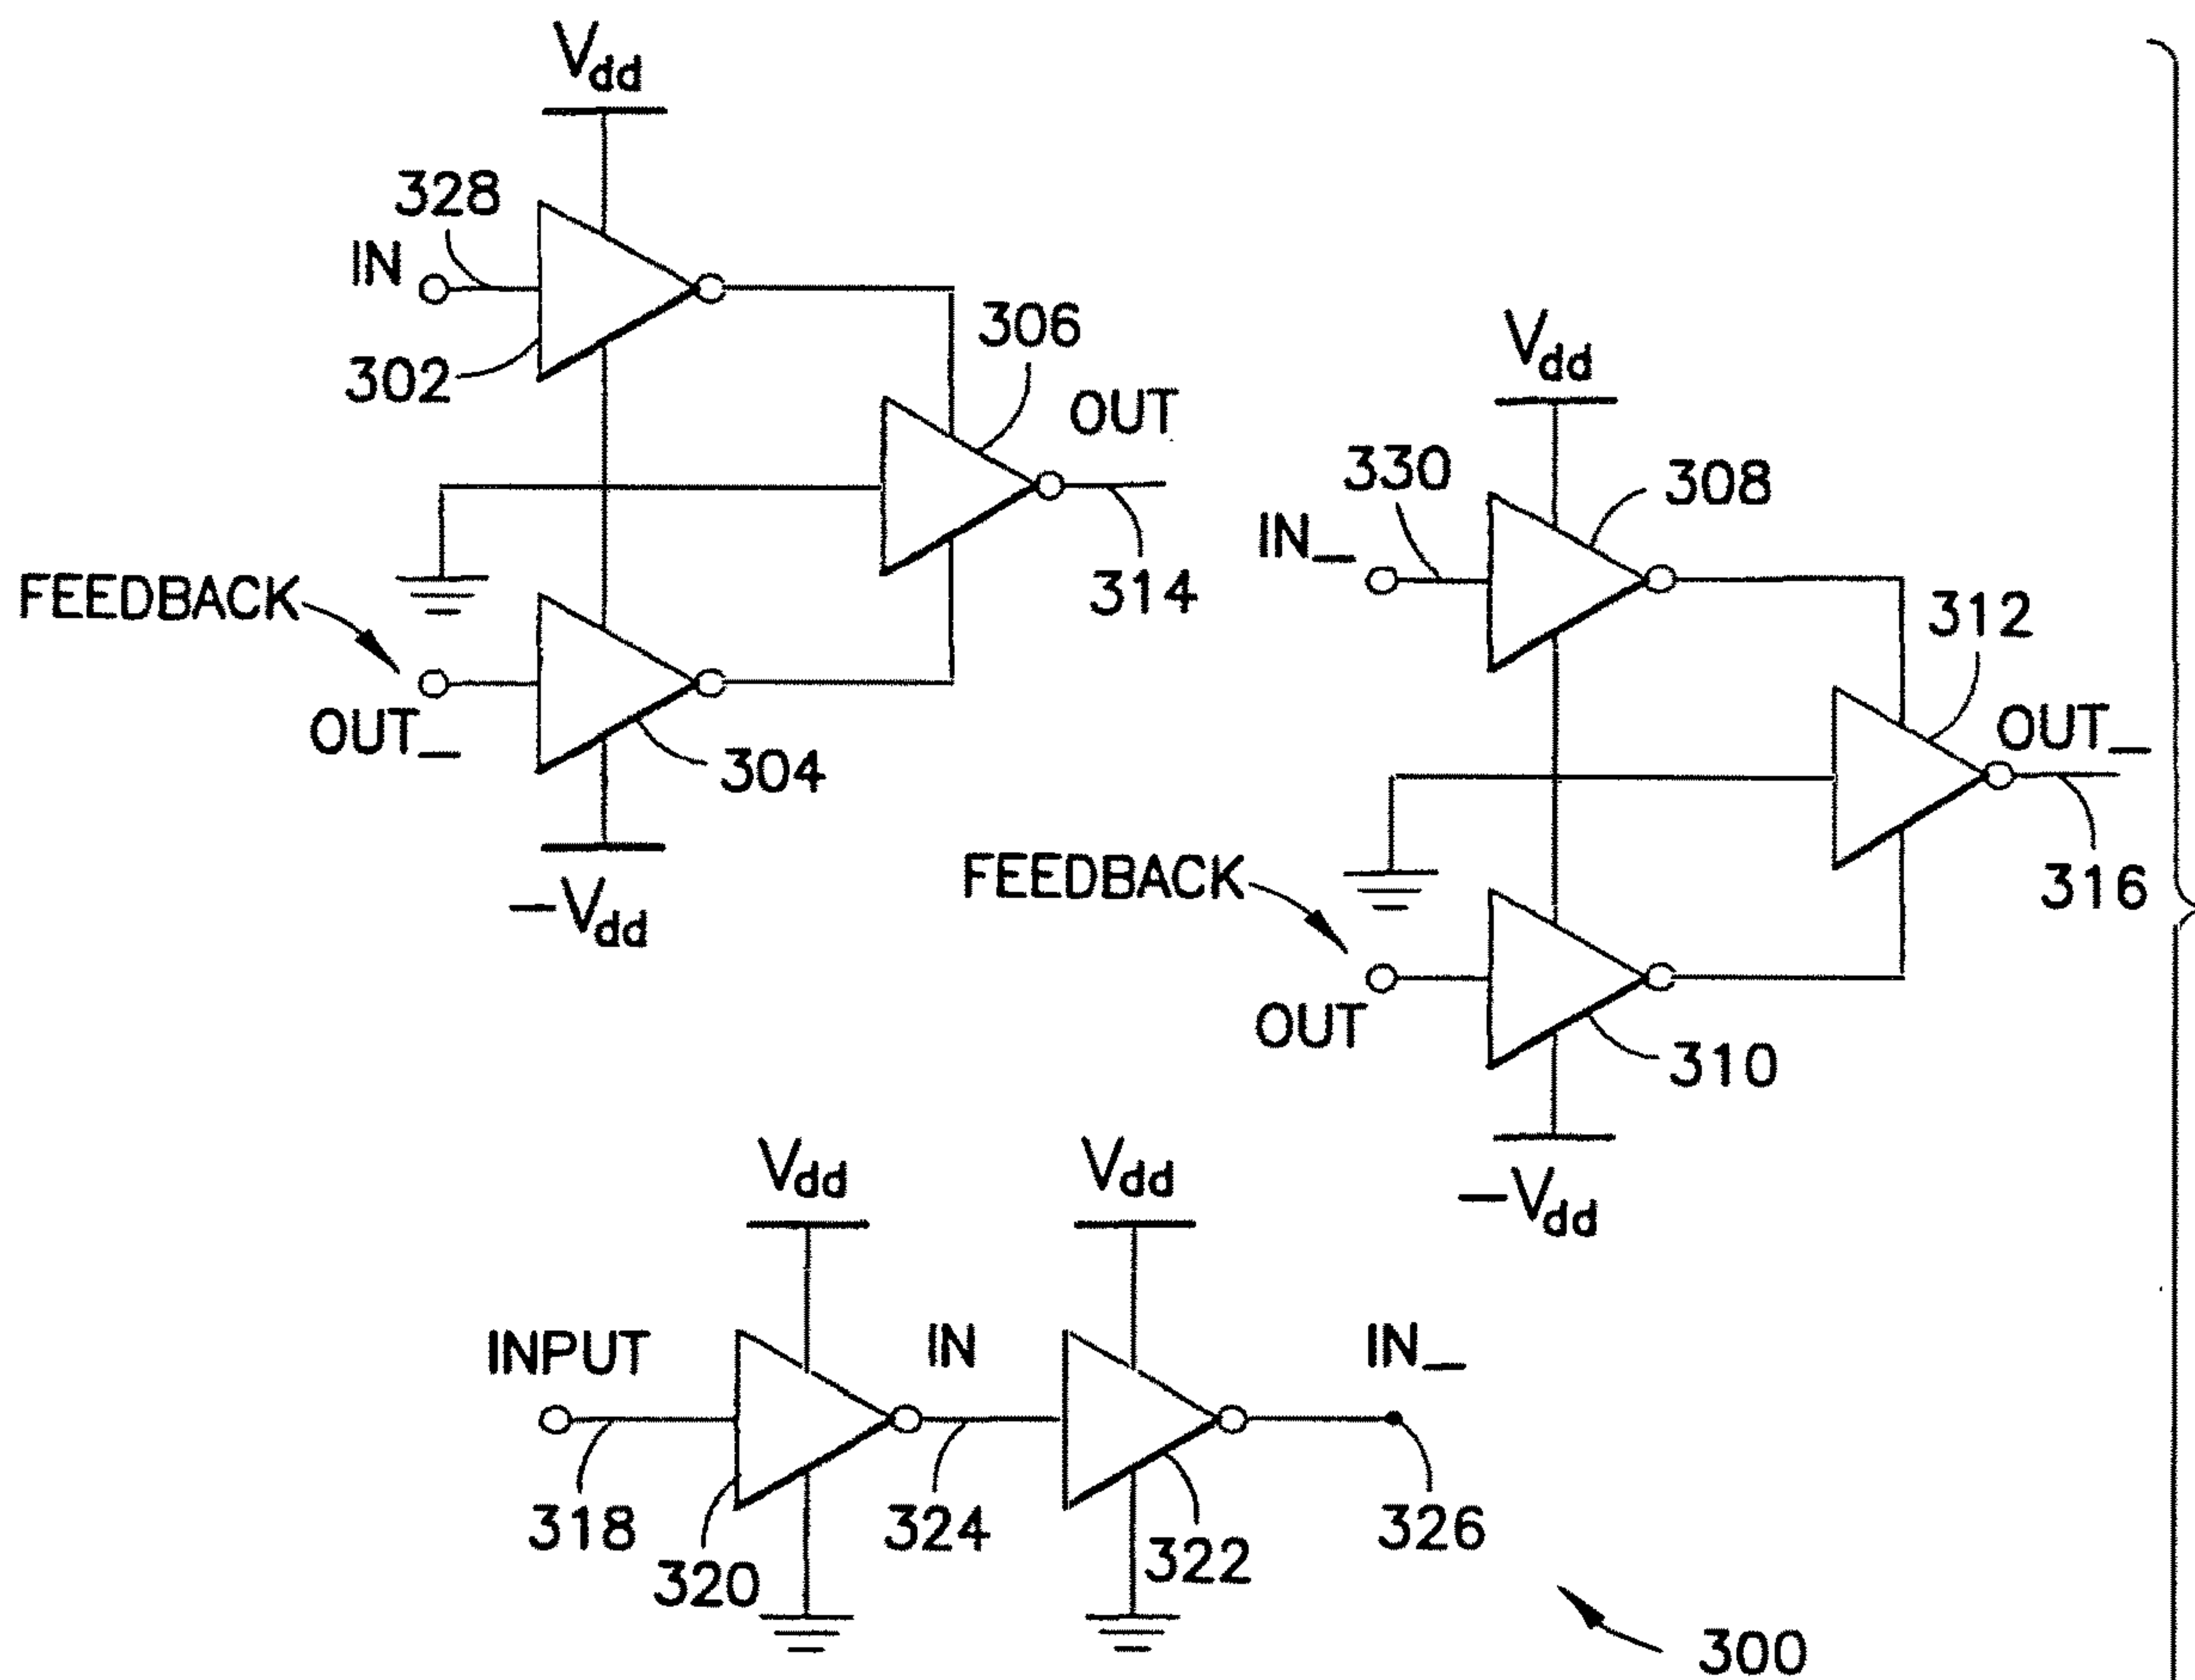 Vdd
328
IN
302
306
OUT
314
FEEDBACK
OUT_
304
–Vdd
Vdd
330
308
IN_
312
OUT_
316
FEEDBACK
OUT
310
–Vdd
Vdd
Vdd
INPUT
IN
IN_
318
320
324
322
326
300